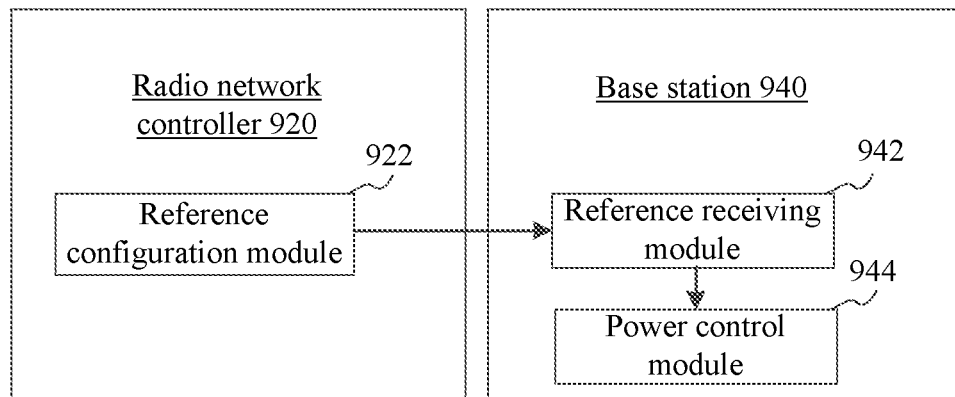 Radio network
controller 920
922
Reference
configuration module
Base station 940
942
Reference receiving
module
944
Power control
module